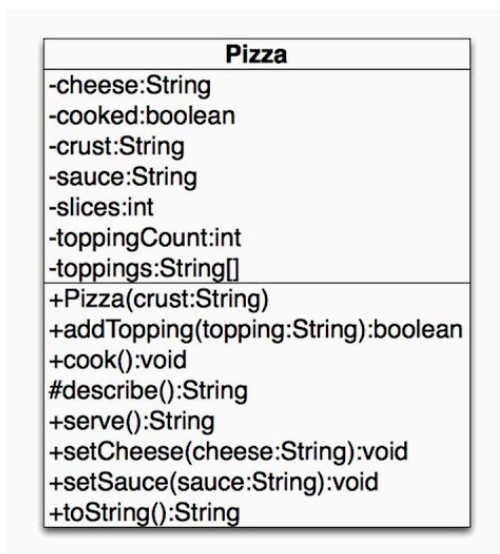 Pizza
-cheese:String
-cooked:boolean
-crust:String
-sauce:String
-slices:int
-toppingCount:int
-toppings:String[]
+Pizza(crust:String)
+addTopping(topping:String):boolean
+cook():void
#describe():String
+serve():String
+setCheese(cheese:String):void
+setSauce(sauce:String):void
+toString():String